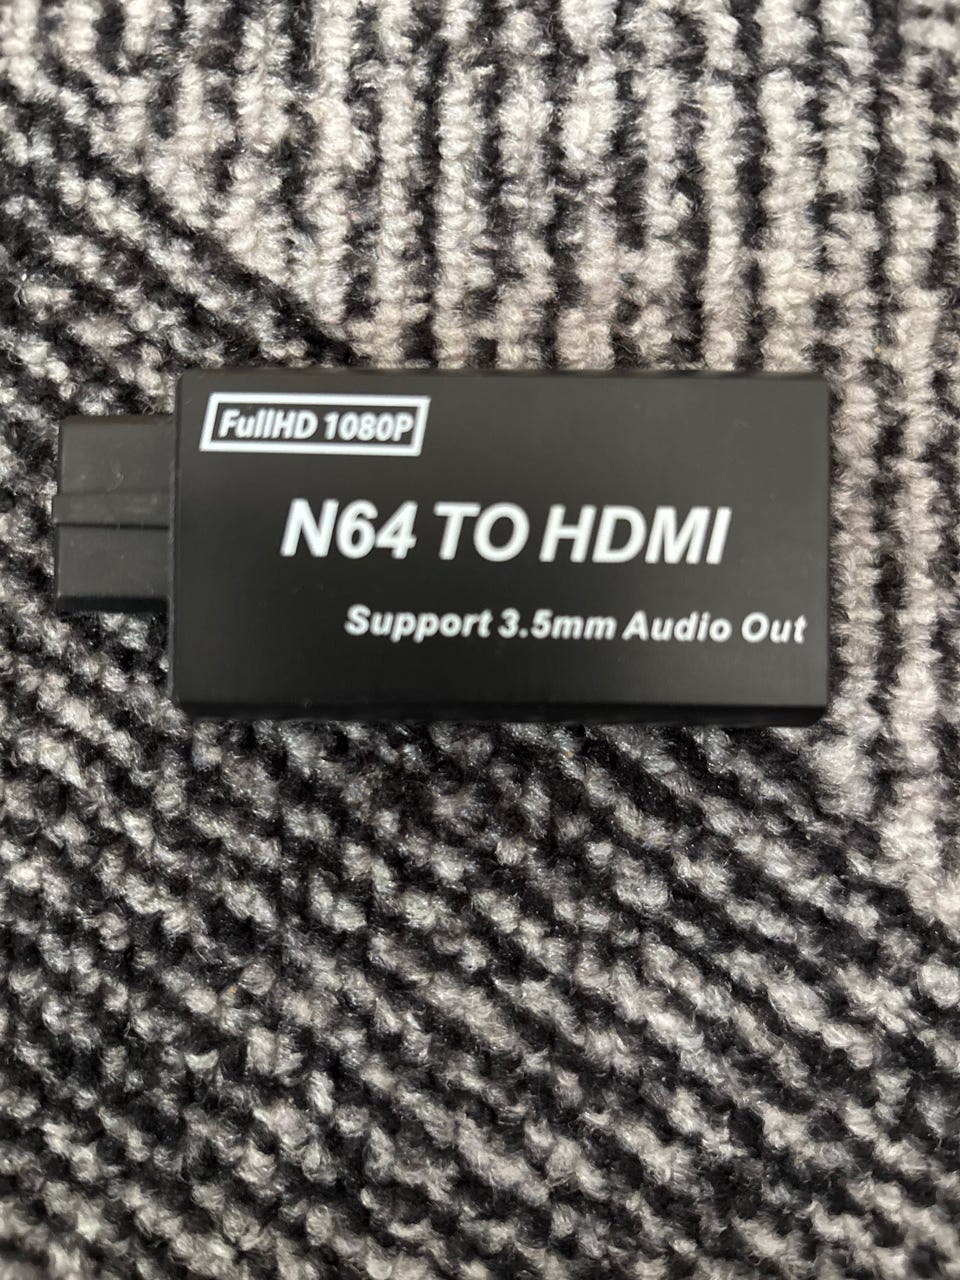 FullHD 1080P
N64 TO HDMI
Support 3.5mm Audio Out